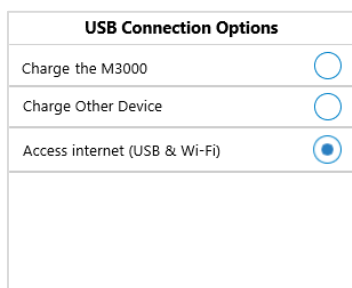 USB Connection Options
Charge the M3000
Charge Other Device
Access internet (USB & Wi-Fi)